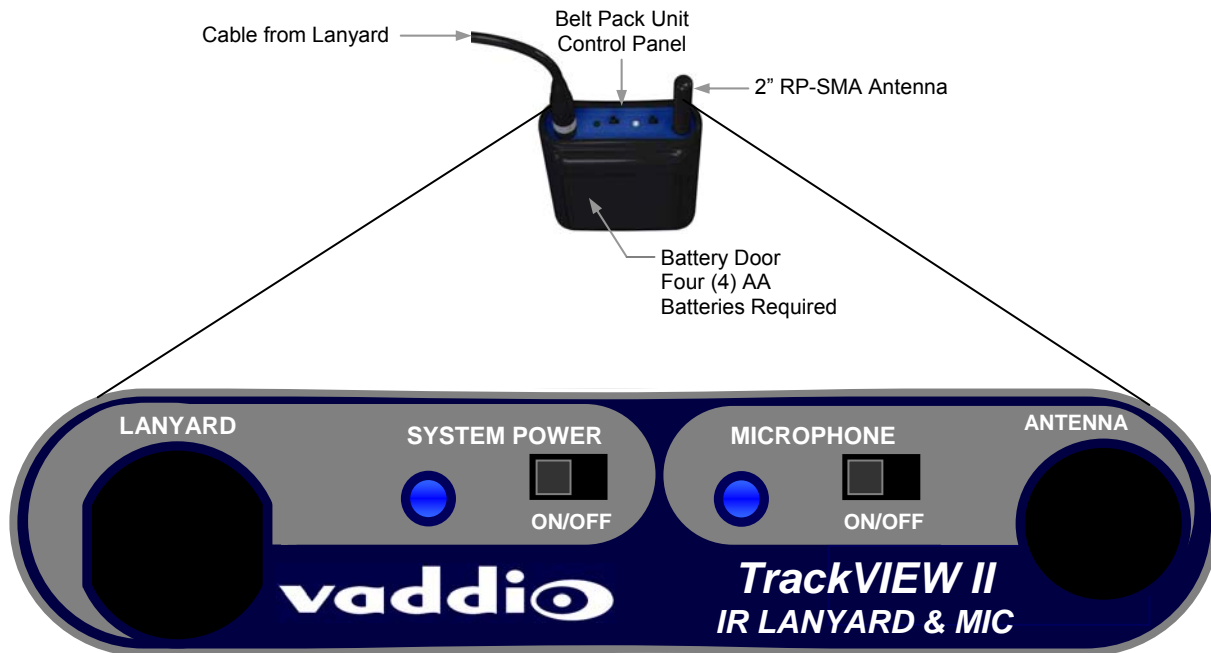 Cable from Lanyard
Belt Pack Unit
Control Panel
2” RP-SMA Antenna
Battery Door
Four (4) AA
Batteries Required
LANYARD
SYSTEM POWER
ON/OFF
MICROPHONE
ON/OFF
ANTENNA
vaddio
TrackVIEW II
IR LANYARD & MIC